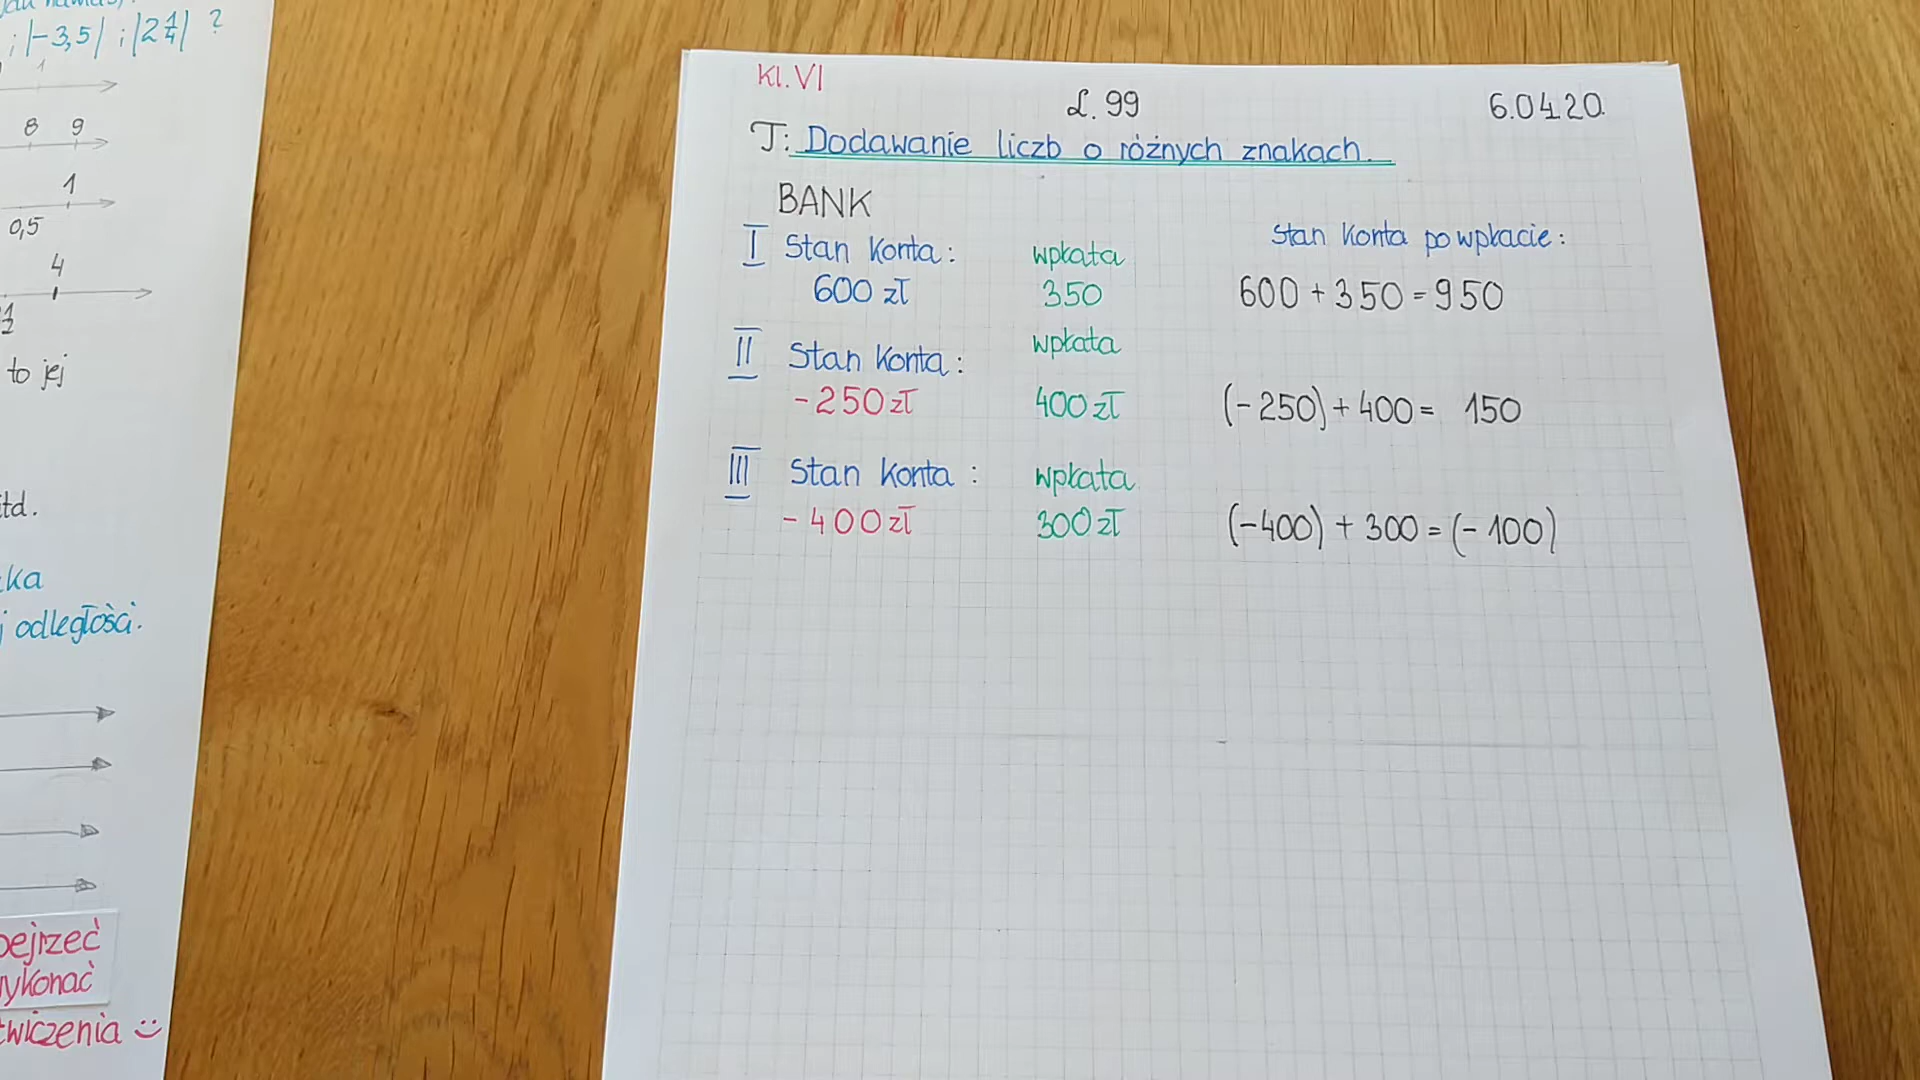 ; |-3,5| ; |2 1/4| ?
1
8 9
1
0,5
4
1/2
to jej
itd.
odległości.
ćwiczenia
Kl. VI
L. 99
6.04.20.
T: Dodawanie liczb o różnych znakach.
BANK
I Stan konta: wpłata stan konta po wpłacie:
600 zł 350 600 + 350 = 950
II Stan konta: wpłata
-250 zł 400 zł (-250) + 400 = 150
III Stan konta: wpłata
-400 zł 300 zł (-400) + 300 = (-100)